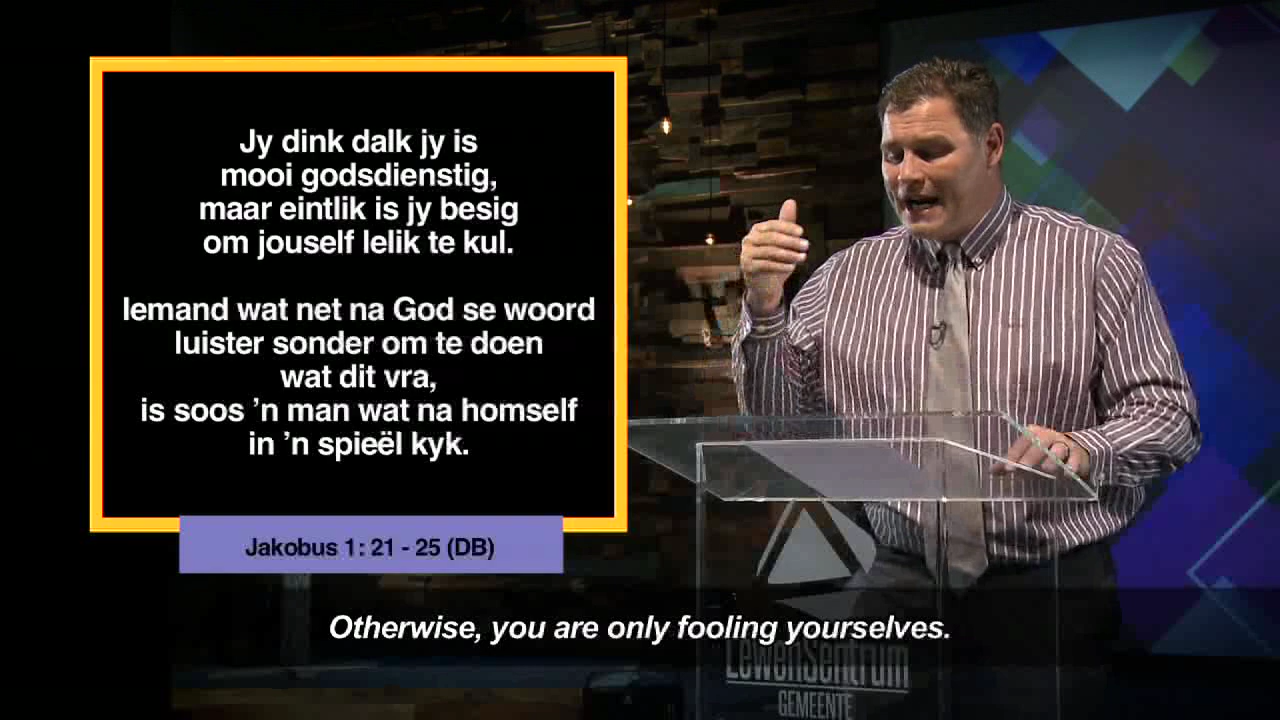 Jy dink dalk jy is
mooi godsdienstig,
maar eintlik is jy besig
om jouself lelik te kul.
Iemand wat net na God se woord
luister sonder om te doen
wat dit vra,
is soos ’n man wat na homself
in ’n spieël kyk.
Jakobus 1: 21 - 25 (DB)
Otherwise, you are only fooling yourselves.
LewenSentrum
GEMEENTE